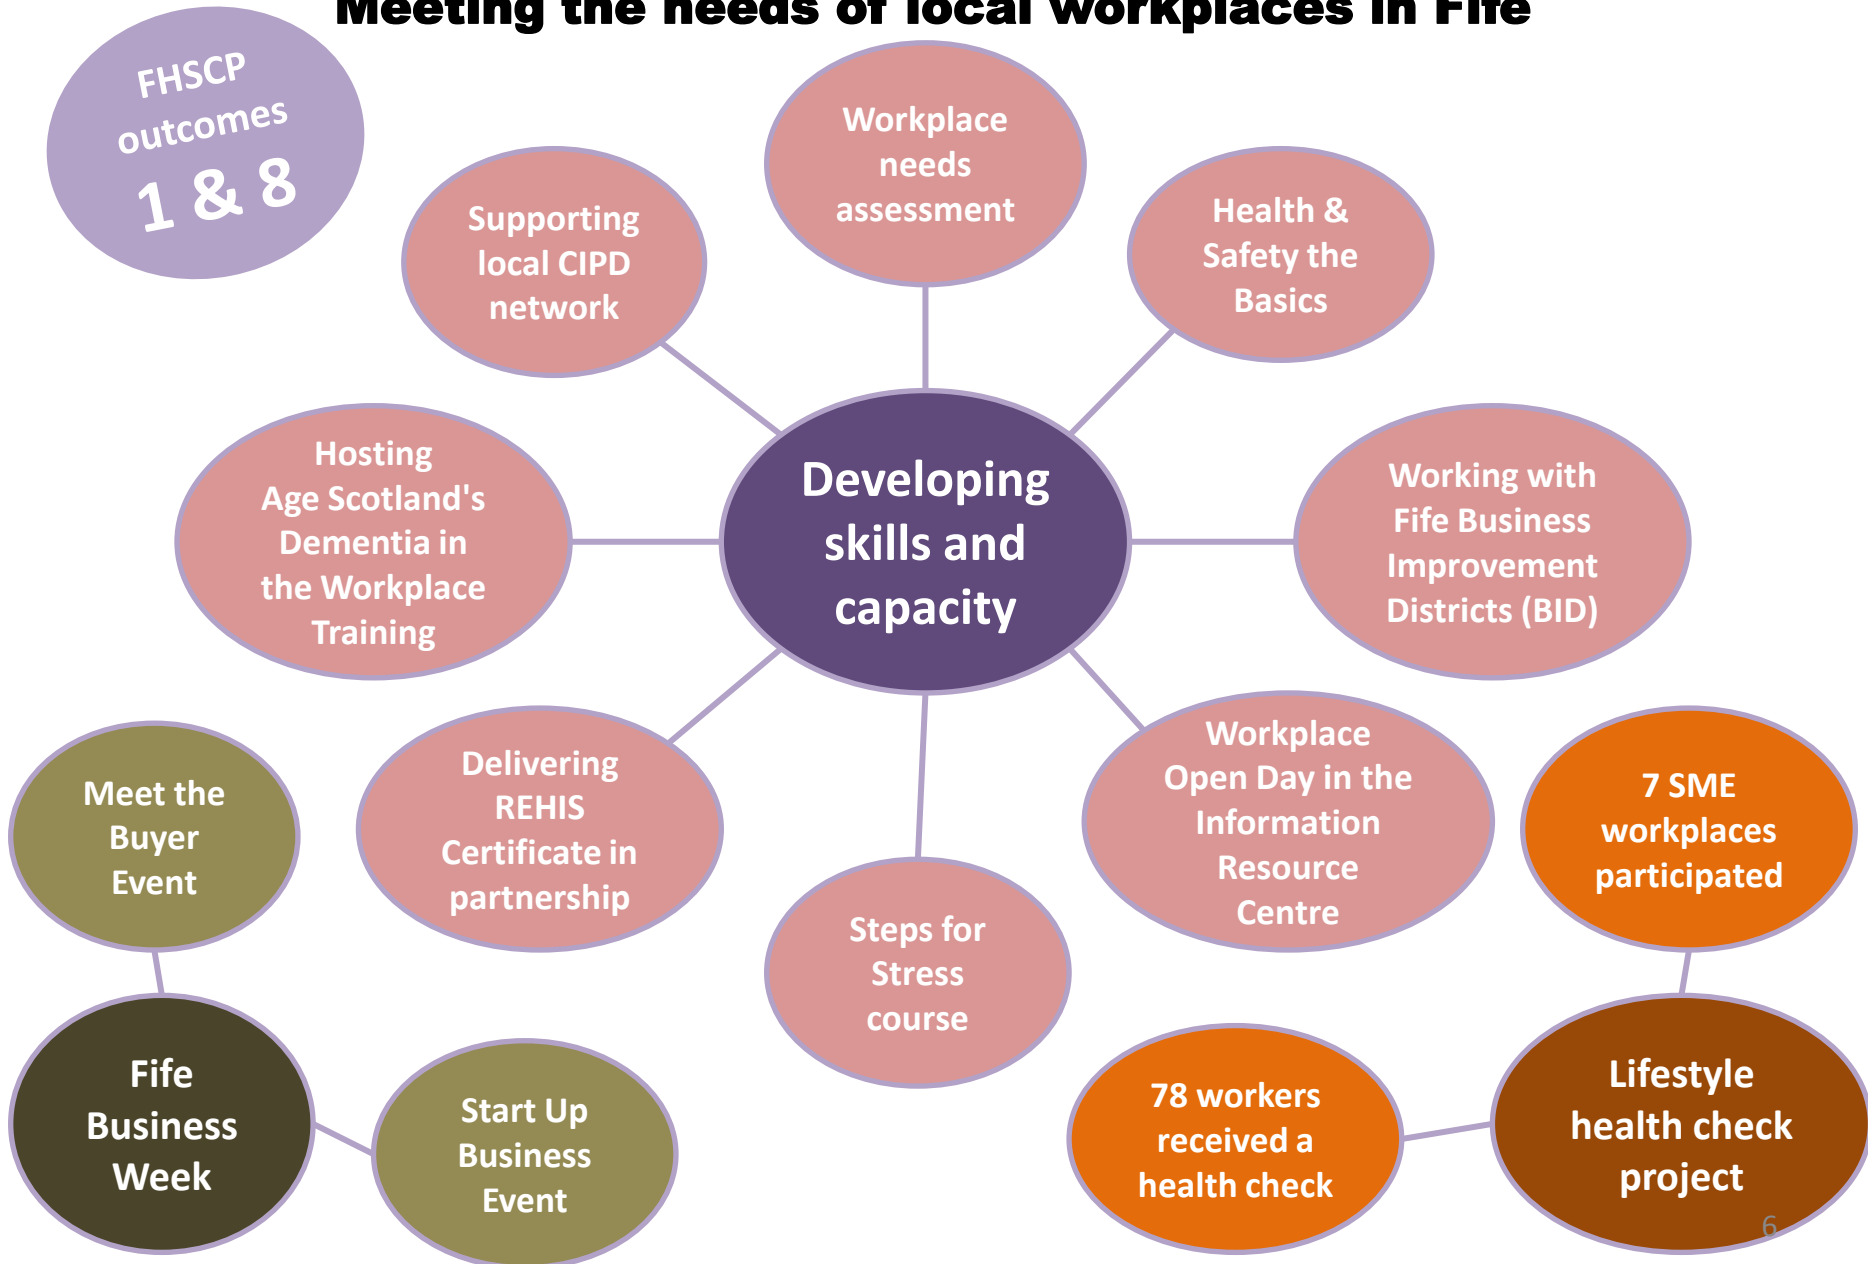 Meeting the needs of local workplaces in Fife
FHSCP
outcomes
1 & 8
Workplace
needs
assessment
Supporting
local CIPD
network
Health &
Safety the
Basics
Hosting
Age Scotland's
Dementia in
the Workplace
Training
Developing
skills and
capacity
Working with
Fife Business
Improvement
Districts (BID)
Delivering
REHIS
Certificate in
partnership
Steps for
Stress
course
Workplace
Open Day in the
Information
Resource
Centre
Meet the
Buyer
Event
Fife
Business
Week
Start Up
Business
Event
7 SME
workplaces
participated
78 workers
received a
health check
Lifestyle
health check
project
6